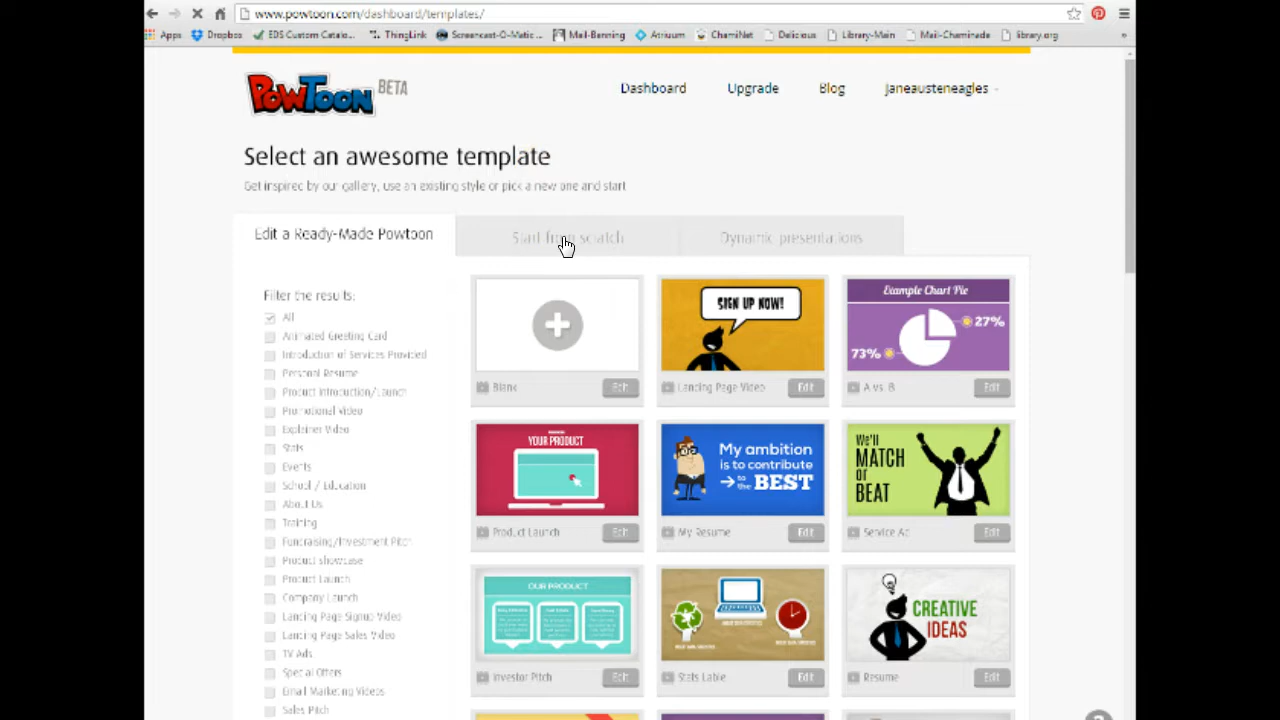 www.powtoon.com/dashboard/templates/
Apps Dropbox EDS Custom Catalo... ThingLink Screencast-O-Matic... Mail-Banning Atrium ChamiNet Delicious Library-Main Mail-Chaminade library.org »
POWTOON BETA
Dashboard Upgrade Blog Janeausteneagles
Select an awesome template
Get inspired by our gallery, use an existing style or pick a new one and start
Edit a Ready-Made Powtoon Start from scratch Dynamic presentations
Filter the results:
All
Animated Greeting Card
Introduction of Services Provided
Personal Resume
Product Introduction/Launch
Promotional Video
Explainer Video
Stats
Events
School / Education
About Us
Training
Fundraising/Investment Pitch
Product showcase
Product Launch
Company Launch
Landing Page Signup Video
Landing Page Sales Video
TV Ads
Special Offers
Email Marketing Videos
Sales Pitch
Blank Edit
SIGN UP NOW!
Landing Page Video Edit
Example Chart Pie
27%
73%
A vs. B Edit
YOUR PRODUCT
Product Launch Edit
My ambition
is to contribute
to the BEST
My Resume Edit
We'll
MATCH
or
BEAT
Service Ad Edit
OUR PRODUCT
Investor Pitch Edit
Stats Lable Edit
CREATIVE
IDEAS
Resume Edit
?